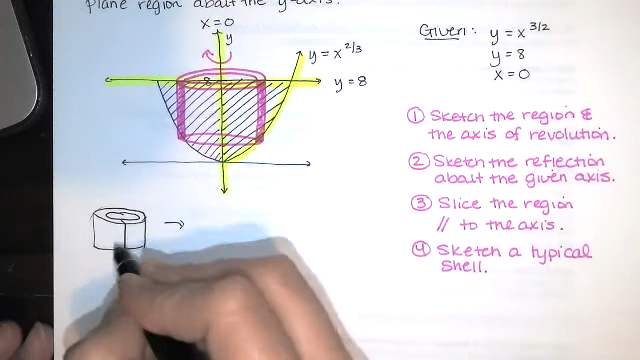 plane region about the y-axis.
x = 0
y
y = x^{2/3}
8
y = 8
Given: y = x^{3/2}
y = 8
x = 0
① Sketch the region &
the axis of revolution.
② Sketch the reflection
about the given axis.
③ Slice the region
// to the axis.
④ Sketch a typical
shell.